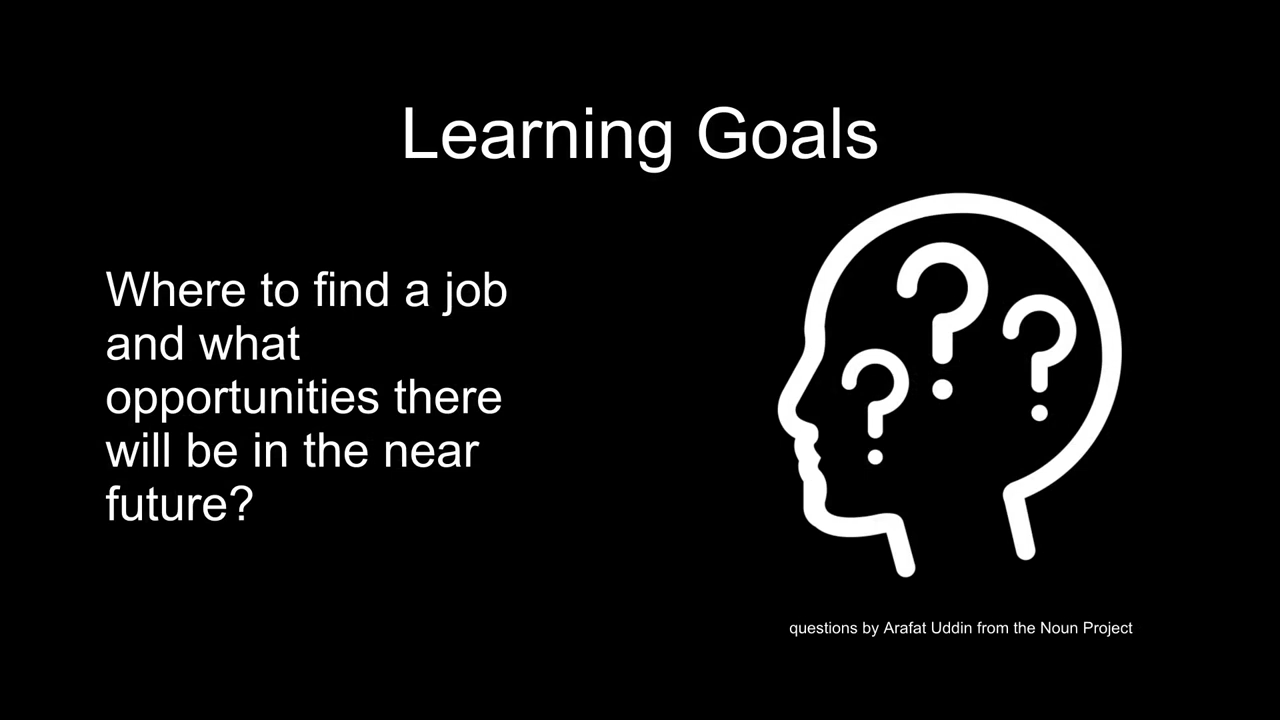 Learning Goals
Where to find a job
and what
opportunities there
will be in the near
future?
questions by Arafat Uddin from the Noun Project